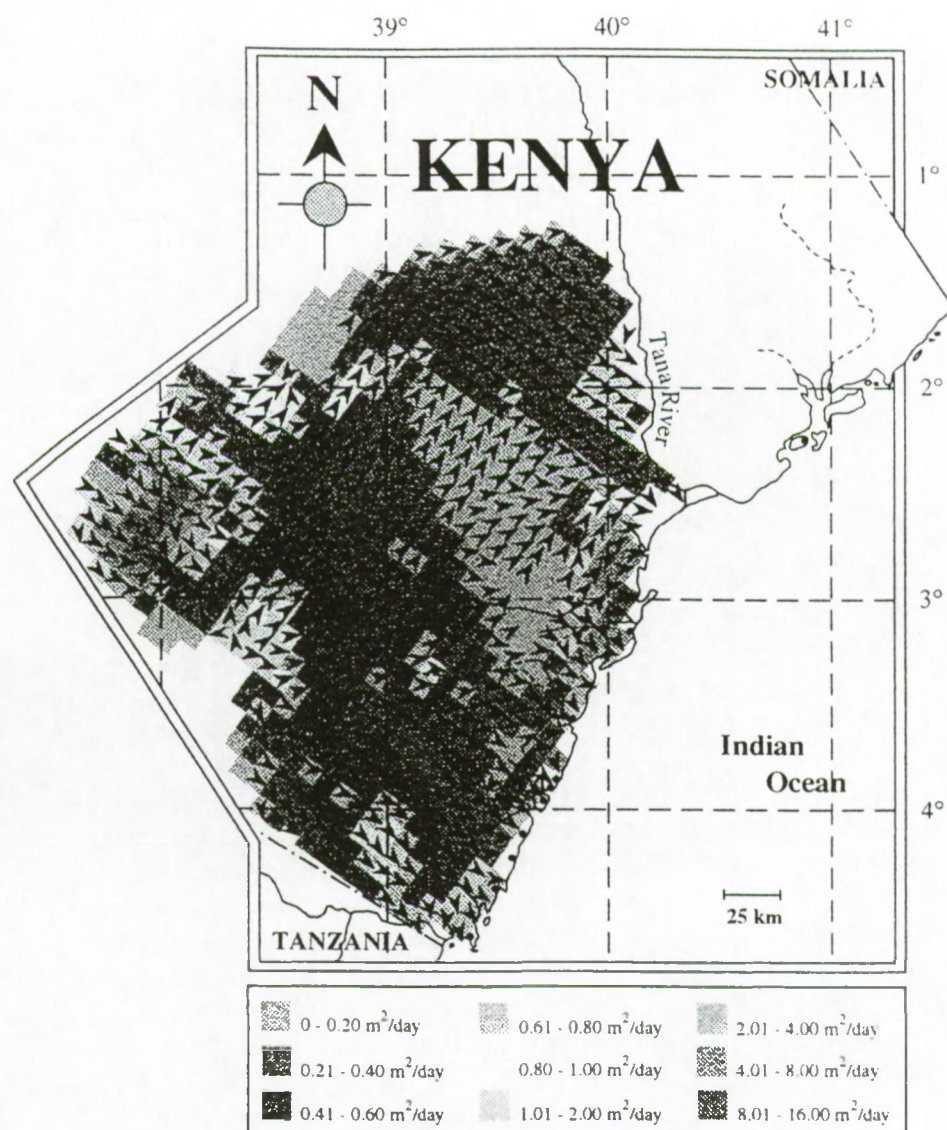 39° 40° 41°
SOMALIA
N
KENYA
1°
Tana River
2°
3°
Indian
Ocean
4°
25 km
TANZANIA
0 - 0.20 m²/day
0.61 - 0.80 m²/day
2.01 - 4.00 m²/day
0.21 - 0.40 m²/day
0.80 - 1.00 m²/day
4.01 - 8.00 m²/day
0.41 - 0.60 m²/day
1.01 - 2.00 m²/day
8.01 - 16.00 m²/day